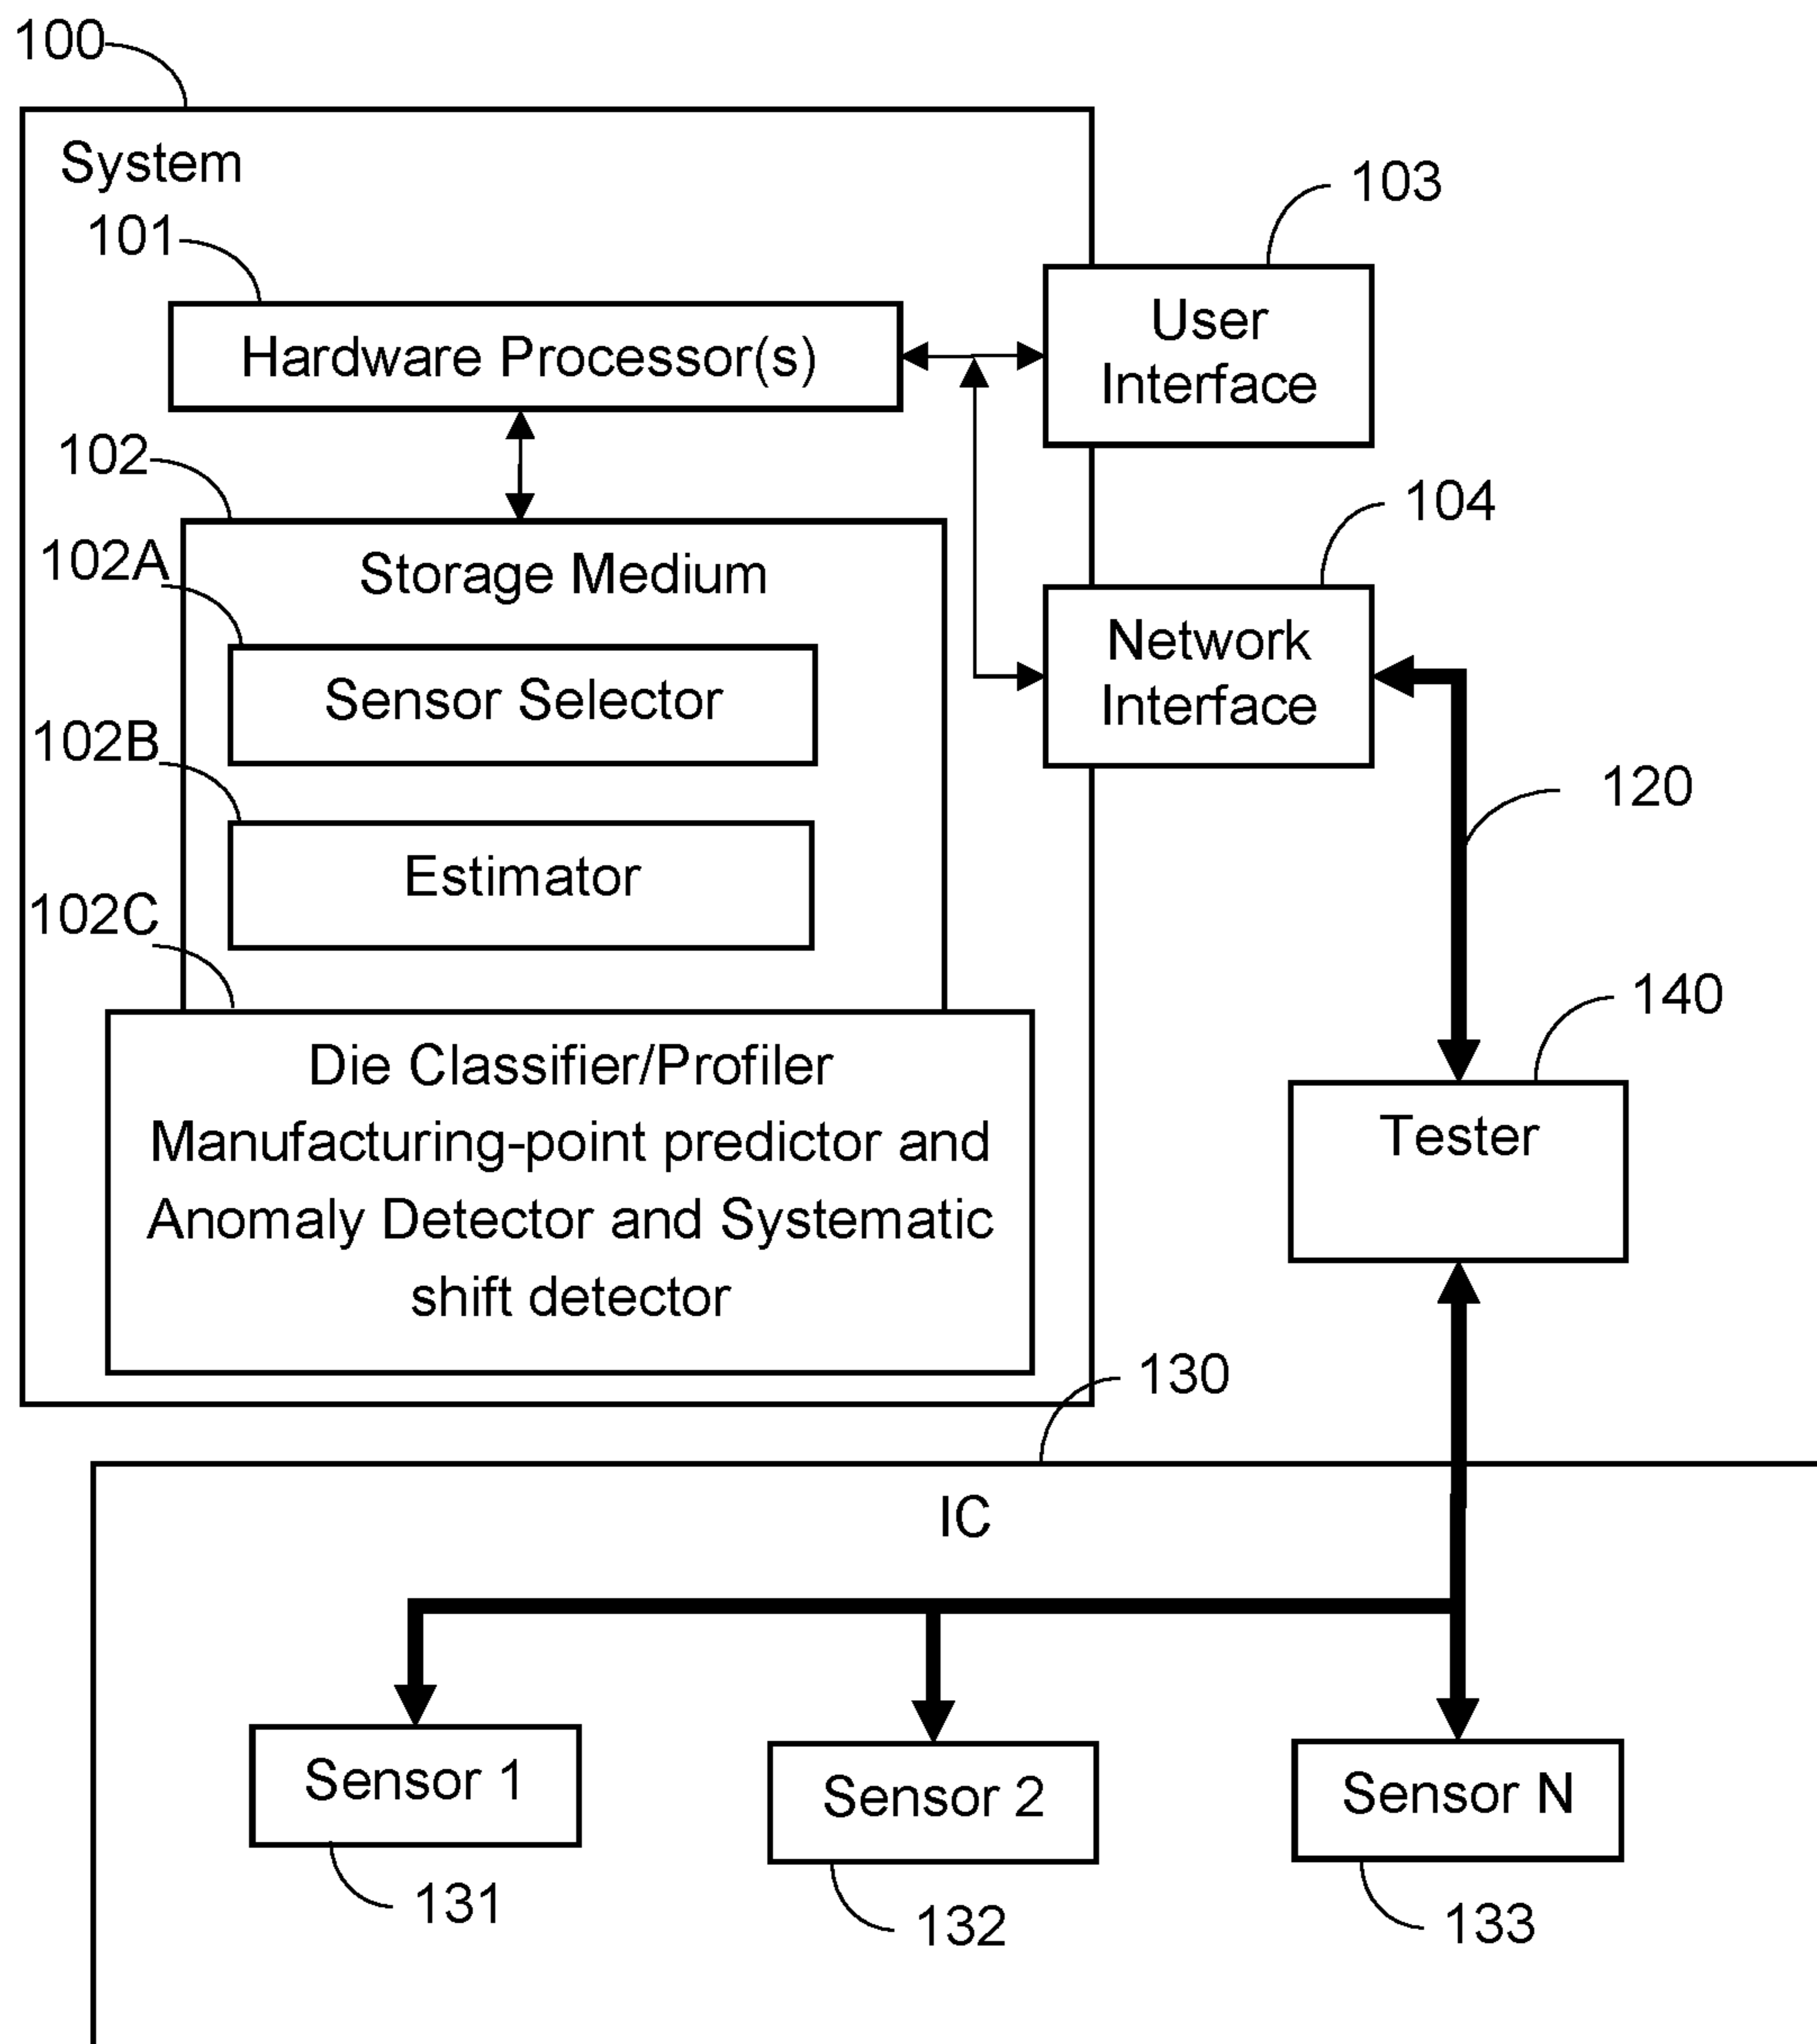 100
System
101
103
Hardware Processor(s)
User
Interface
102
104
102A
Storage Medium
Network
Interface
Sensor Selector
102B
120
Estimator
102C
140
Die Classifier/Profiler
Manufacturing-point predictor and
Anomaly Detector and Systematic
shift detector
Tester
130
IC
Sensor 1
Sensor 2
Sensor N
131
132
133